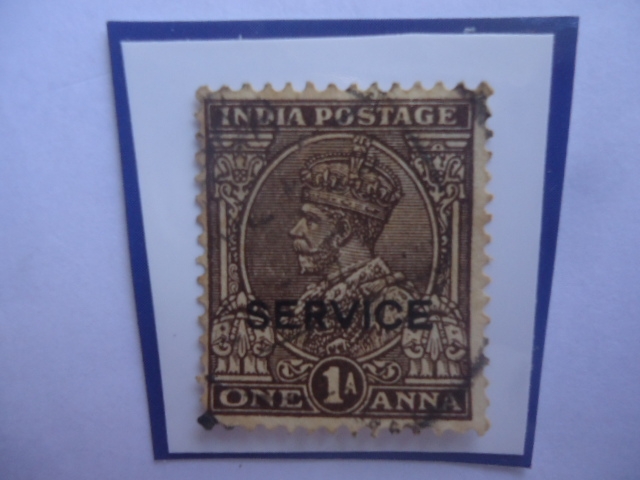 INDIA POSTAGE
SERVICE
ONE 1A ANNA